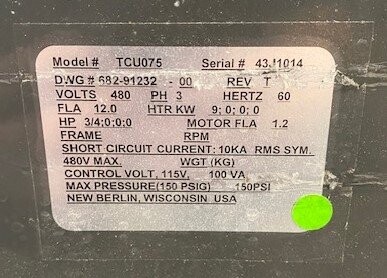 Model # TCU075 Serial # 43J1014
DWG # 682-91232 - 00 REV T
VOLTS 480 PH 3 HERTZ 60
FLA 12.0 HTR KW 9; 0; 0; 0
HP 3/4;0;0;0 MOTOR FLA 1.2
FRAME RPM
SHORT CIRCUIT CURRENT: 10KA RMS SYM.
480V MAX. WGT (KG)
CONTROL VOLT, 115V, 100 VA
MAX PRESSURE(150 PSIG) 150PSI
NEW BERLIN, WISCONSIN USA